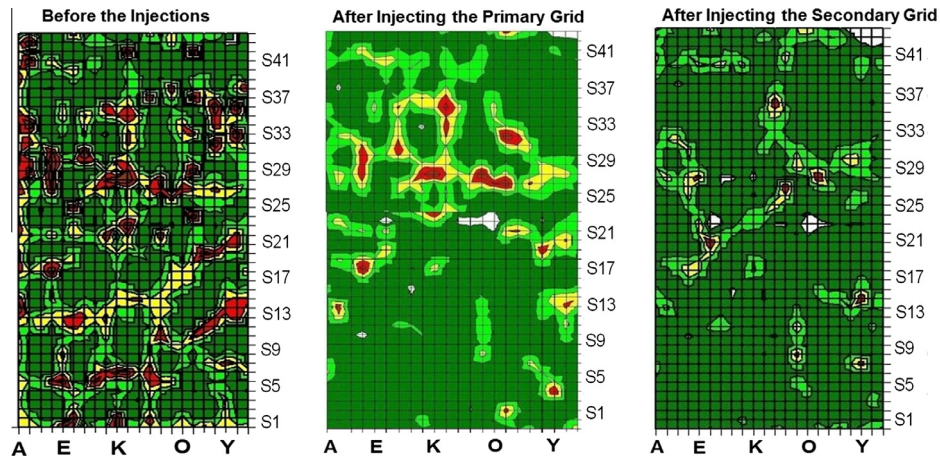 Before the Injections
After Injecting the Primary Grid
After Injecting the Secondary Grid
S41
S37
S33
S29
S25
S21
S17
S13
S9
S5
S1
A E K O Y
S41
S37
S33
S29
S25
S21
S17
S13
S9
S5
S1
A E K O Y
S41
S37
S33
S29
S25
S21
S17
S13
S9
S5
S1
A E K O Y